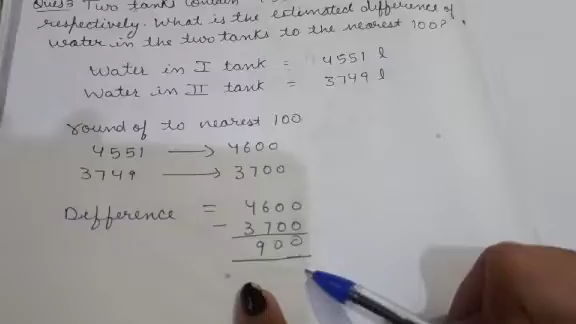 Ques3 Two tanks contain
respectively. What is the estimated difference of
water in the two tanks to the nearest 100?
Water in I tank = 4551 l
Water in II tank = 3749 l
round of to nearest 100
4551 → 4600
3749 → 3700
Difference = 4600
- 3700
900